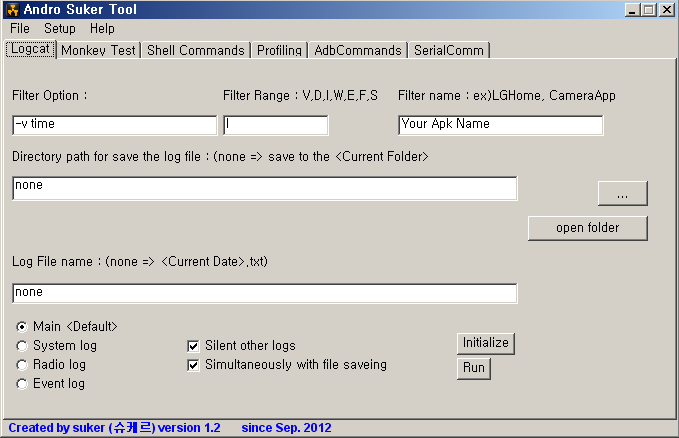 Andro Suker Tool
File Setup Help
Logcat Monkey Test Shell Commands Profiling AdbCommands SerialComm
Filter Option : Filter Range : V,D,I,W,E,F,S Filter name : ex)LGHome, CameraApp
-v time I Your Apk Name
Directory path for save the log file : (none => save to the <Current Folder>
none
...
open folder
Log File name : (none => <Current Date>.txt)
none
Main <Default>
System log Silent other logs Initialize
Radio log Simultaneously with file saveing Run
Event log
Created by suker (슈케르) version 1.2 since Sep. 2012